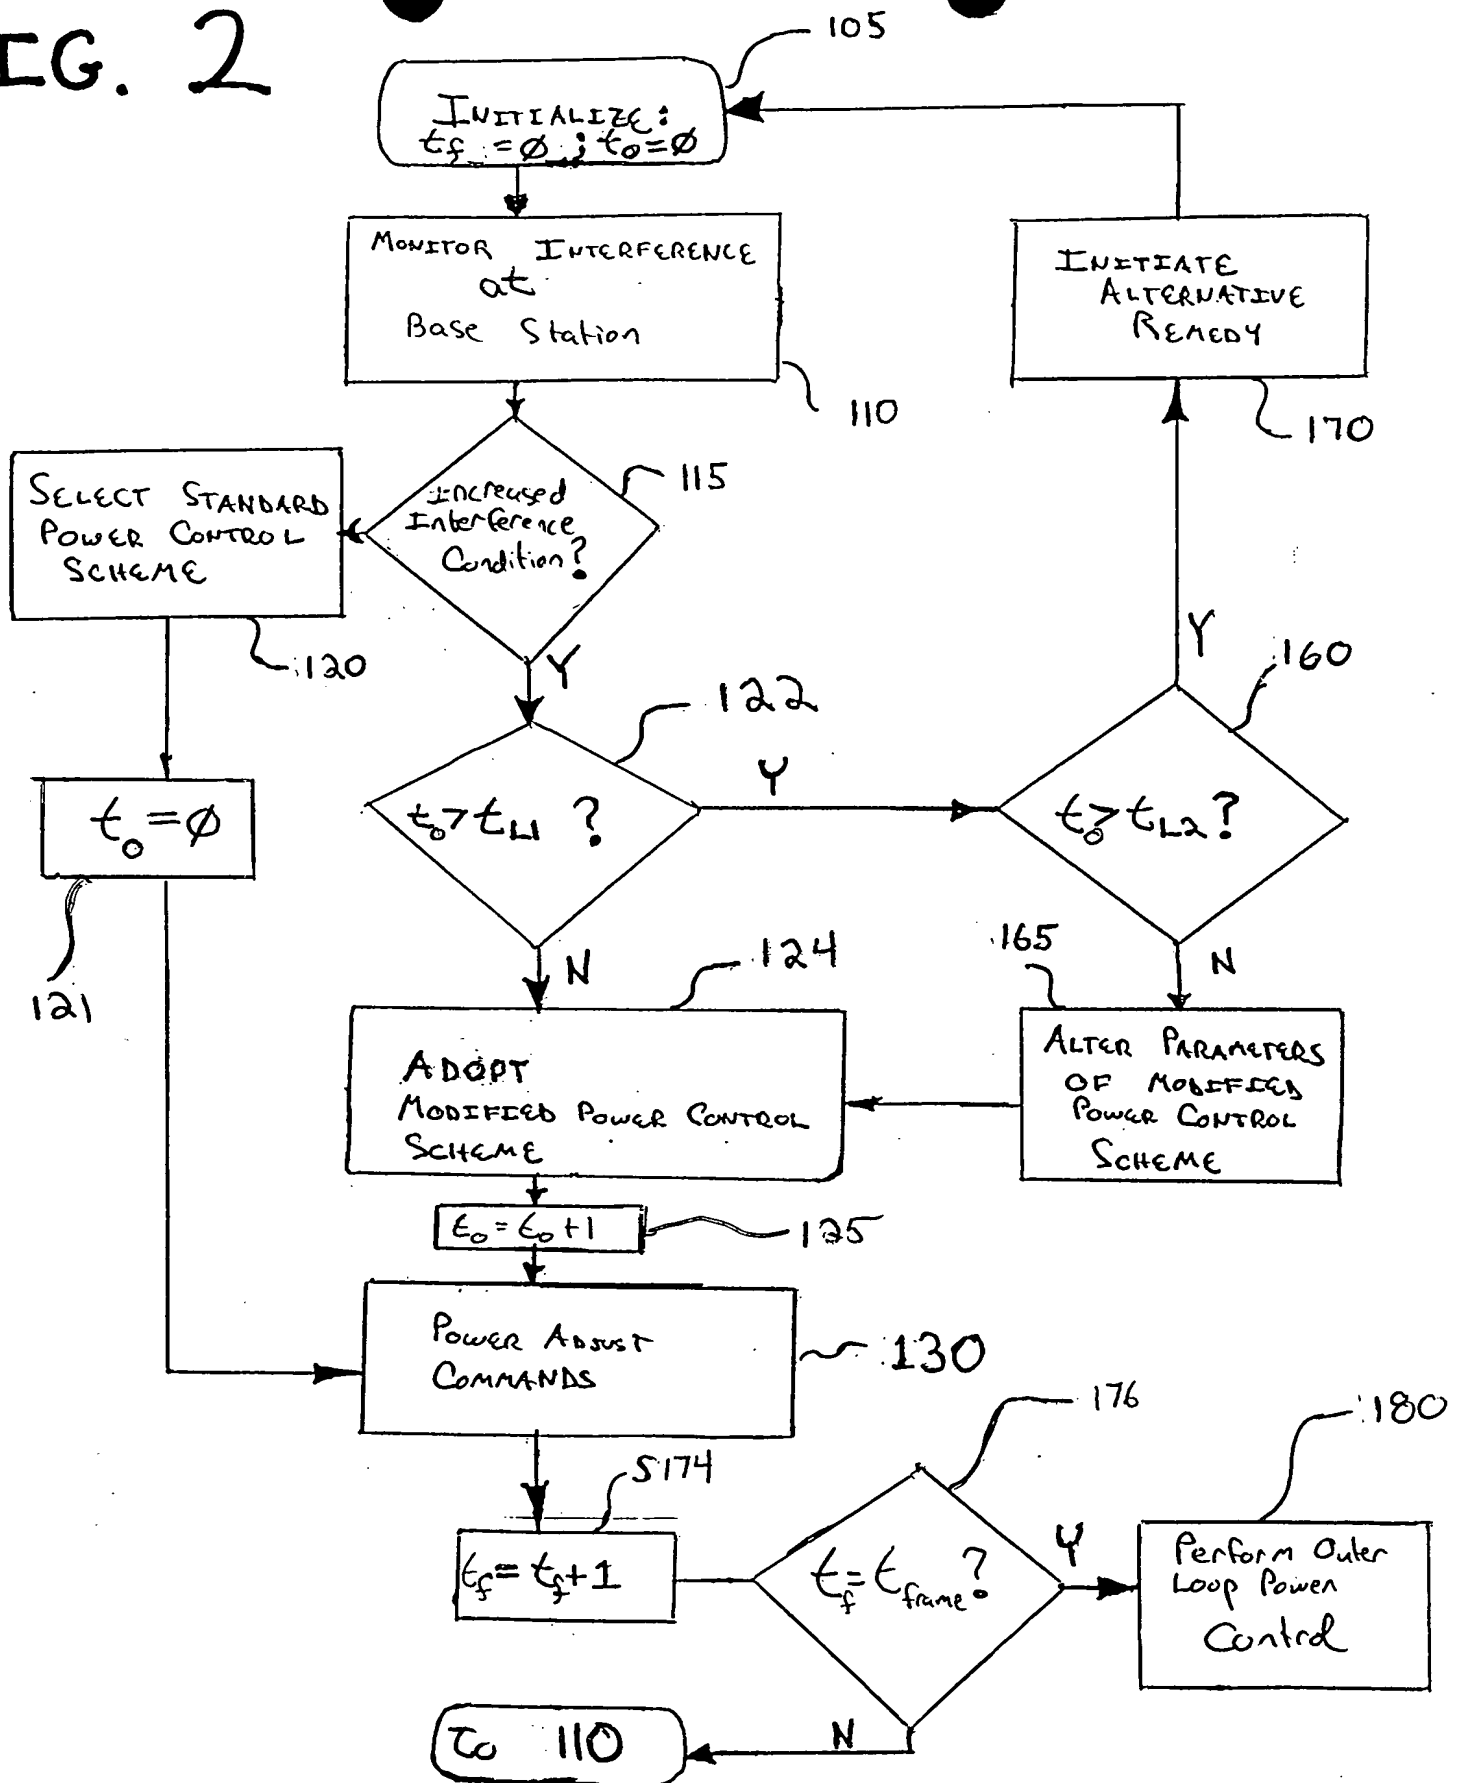 IG. 2
105
INITIALIZE:
tf = ∅ ; to = ∅
MONITOR INTERFERENCE
at
Base Station
110
INITIATE
ALTERNATIVE
REMEDY
170
SELECT STANDARD
POWER CONTROL
SCHEME
120
Increased
Interference
Condition?
115
Y
Y
160
122
Y
to > tL1 ?
to > tL2 ?
to = ∅
121
N
124
165
N
ADOPT
MODIFIED POWER CONTROL
SCHEME
ALTER PARAMETERS
OF MODIFIED
POWER CONTROL
SCHEME
to = to + 1
125
POWER ADJUST
COMMANDS
130
176
180
S174
tf = tf + 1
tf = tframe?
Y
Perform Outer
Loop Power
Control
N
To 110